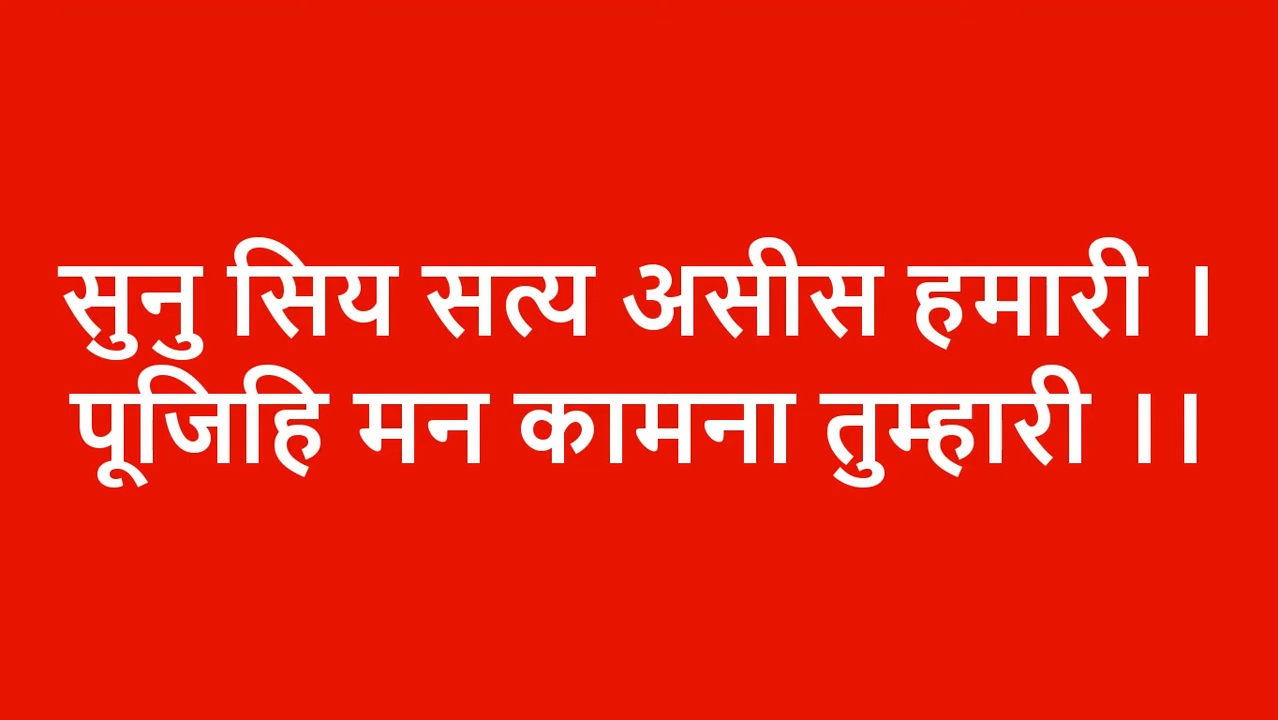 सुनु सिय सत्य असीस हमारी ।
पूजिहि मन कामना तुम्हारी ।।